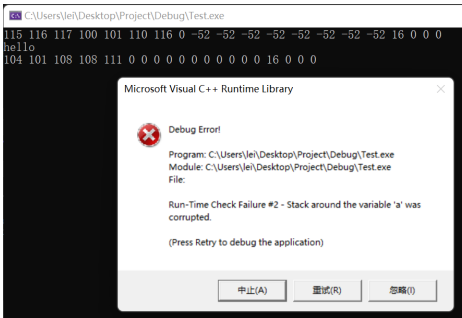 C:\Users\lei\Desktop\Project\Debug\Test.exe
115 116 117 100 101 110 116 0 -52 -52 -52 -52 -52 -52 -52 -52 16 0 0 0
hello
104 101 108 108 111 0 0 0 0 0 0 0 0 0 0 0 16 0 0 0
Microsoft Visual C++ Runtime Library
Debug Error!
Program: C:\Users\lei\Desktop\Project\Debug\Test.exe
Module: C:\Users\lei\Desktop\Project\Debug\Test.exe
File:
Run-Time Check Failure #2 - Stack around the variable 'a' was
corrupted.
(Press Retry to debug the application)
中止(A) 重试(R) 忽略(I)